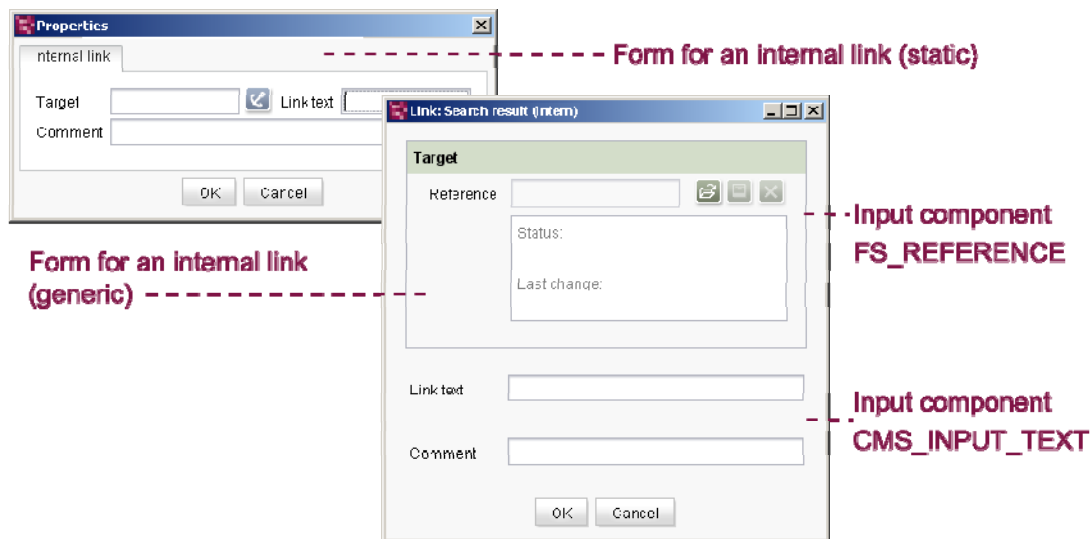 Properties
nternal link
Form for an internal link (static)
Target
Link text
Comment
OK
Cancel
Link: Search result (Intern)
Target
Reference
Status:
Last change:
Input component
FS_REFERENCE
Form for an internal link
(generic)
Link text
Comment
Input component
CMS_INPUT_TEXT
OK
Cancel